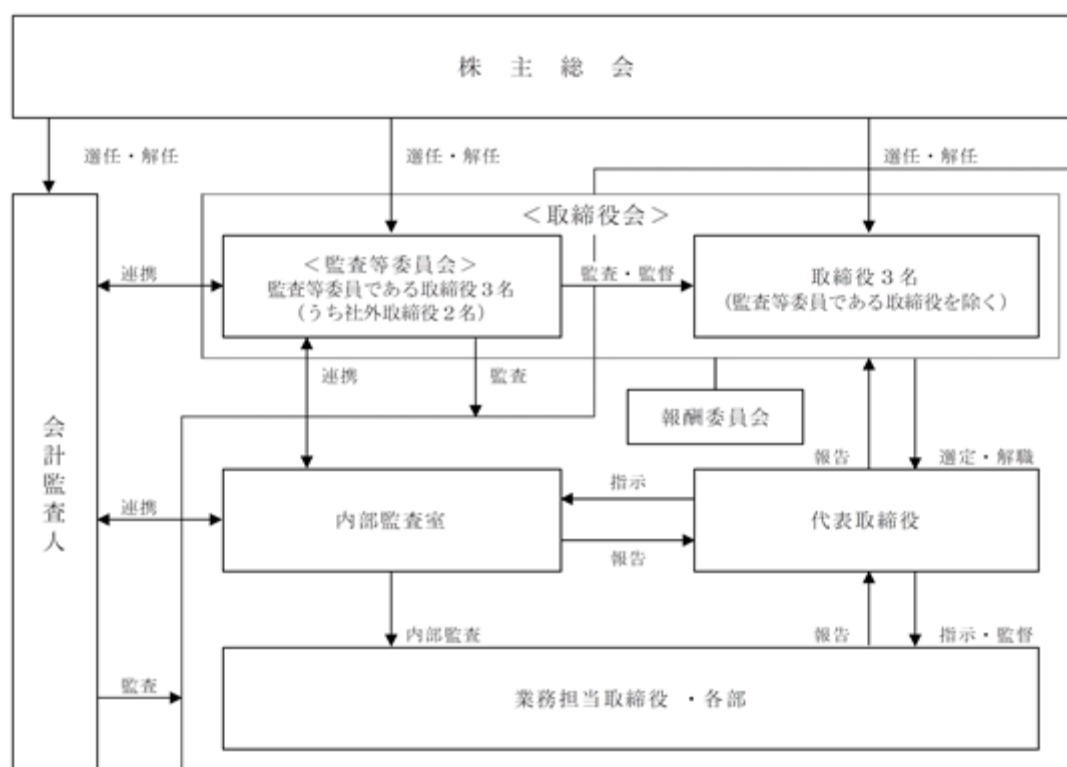 株主総会
選任・解任
選任・解任
選任・解任
＜取締役会＞
連携
＜監査等委員会＞
監査等委員である取締役３名
（うち社外取締役２名）
監査・監督
取締役３名
（監査等委員である取締役を除く）
連携
監査
報酬委員会
会計監査人
報告
選定・解職
連携
内部監査室
指示
報告
代表取締役
内部監査
報告
指示・監督
監査
業務担当取締役 ・各部